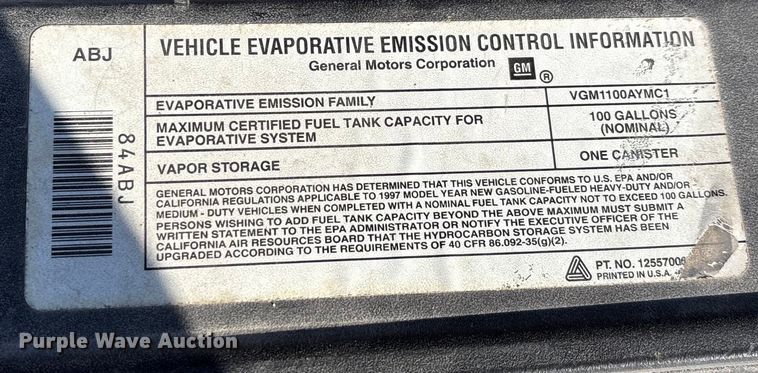 ABJ
84ABJ
VEHICLE EVAPORATIVE EMISSION CONTROL INFORMATION
General Motors Corporation GM ®
EVAPORATIVE EMISSION FAMILY VGM1100AYMC1
MAXIMUM CERTIFIED FUEL TANK CAPACITY FOR 100 GALLONS
EVAPORATIVE SYSTEM (NOMINAL)
VAPOR STORAGE ONE CANISTER
GENERAL MOTORS CORPORATION HAS DETERMINED THAT THIS VEHICLE CONFORMS TO U.S. EPA AND/OR
CALIFORNIA REGULATIONS APPLICABLE TO 1997 MODEL YEAR NEW GASOLINE-FUELED HEAVY-DUTY AND/OR
MEDIUM - DUTY VEHICLES WHEN COMPLETED WITH A NOMINAL FUEL TANK CAPACITY NOT TO EXCEED 100 GALLONS.
PERSONS WISHING TO ADD FUEL TANK CAPACITY BEYOND THE ABOVE MAXIMUM MUST SUBMIT A
WRITTEN STATEMENT TO THE EPA ADMINISTRATOR OR NOTIFY THE EXECUTIVE OFFICER OF THE
CALIFORNIA AIR RESOURCES BOARD THAT THE HYDROCARBON STORAGE SYSTEM HAS BEEN
UPGRADED ACCORDING TO THE REQUIREMENTS OF 40 CFR 86.092-35(g)(2).
PT. NO. 1255700
PRINTED IN U.S.A.
Purple Wave Auction